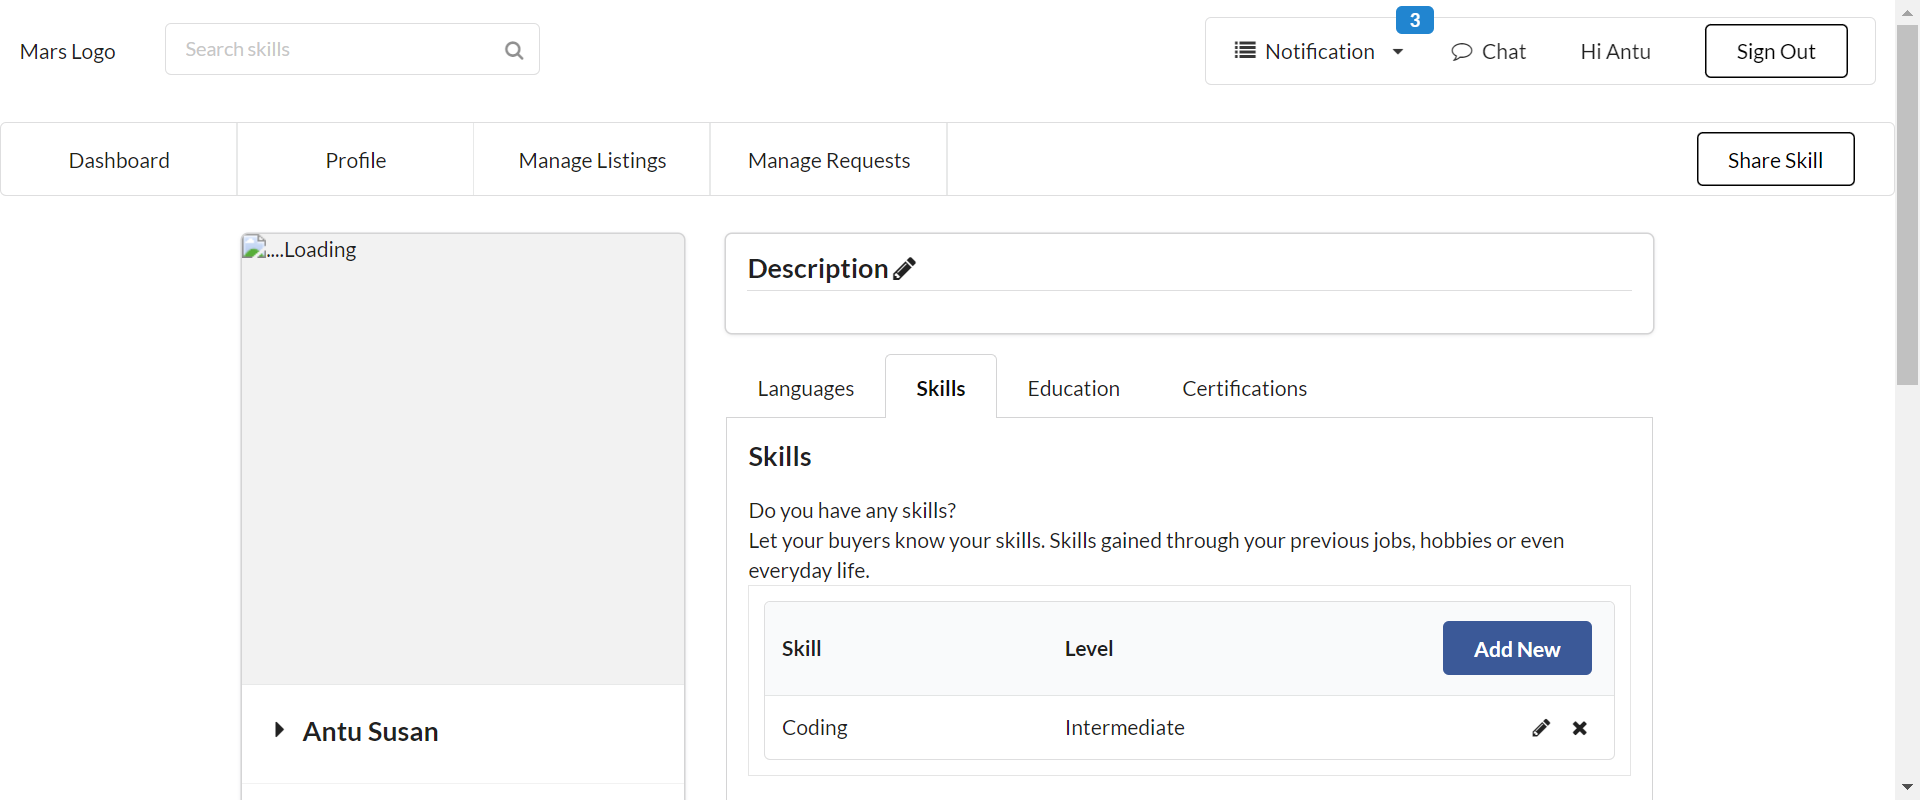 Mars Logo
Search skills
3
Notification
Chat
Hi Antu
Sign Out
Dashboard
Profile
Manage Listings
Manage Requests
Share Skill
....Loading
Description
Languages
Skills
Education
Certifications
Skills
Do you have any skills?
Let your buyers know your skills. Skills gained through your previous jobs, hobbies or even
everyday life.
Skill
Level
Add New
Coding
Intermediate
Antu Susan